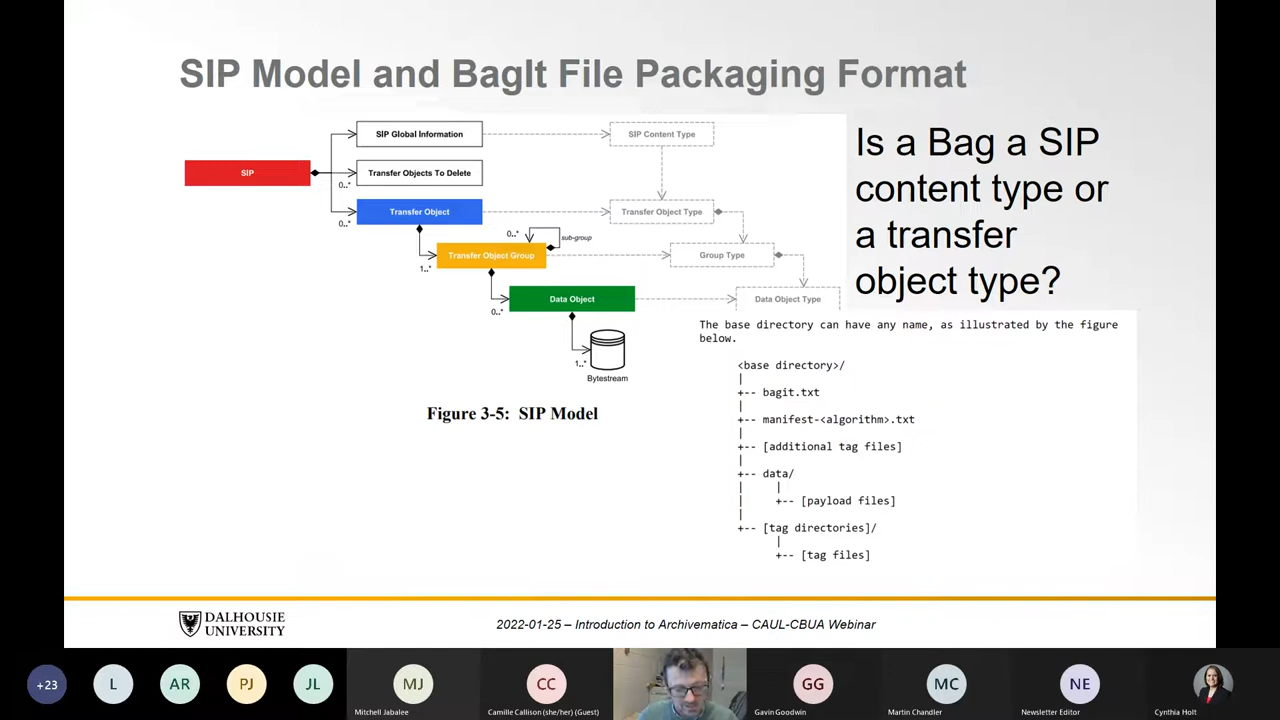 SIP Model and BagIt File Packaging Format
SIP Global Information
SIP Content Type
SIP
Transfer Objects To Delete
0..*
Transfer Object
Transfer Object Type
0..*
0..*
sub-group
Transfer Object Group
Group Type
1..*
Data Object
Data Object Type
0..*
1..*
Bytestream
Figure 3-5: SIP Model
Is a Bag a SIP
content type or
a transfer
object type?
The base directory can have any name, as illustrated by the figure
below.
<base directory>/
|
+-- bagit.txt
|
+-- manifest-<algorithm>.txt
|
+-- [additional tag files]
|
+-- data/
|     |
|     +-- [payload files]
|
+-- [tag directories]/
      |
      +-- [tag files]
DALHOUSIE
UNIVERSITY
2022-01-25 – Introduction to Archivematica – CAUL-CBUA Webinar
+23
L
AR
PJ
JL
MJ
CC
GG
MC
NE
Mitchell Jabalee
Camille Callison (she/her) (Guest)
Gavin Goodwin
Martin Chandler
Newsletter Editor
Cynthia Holt